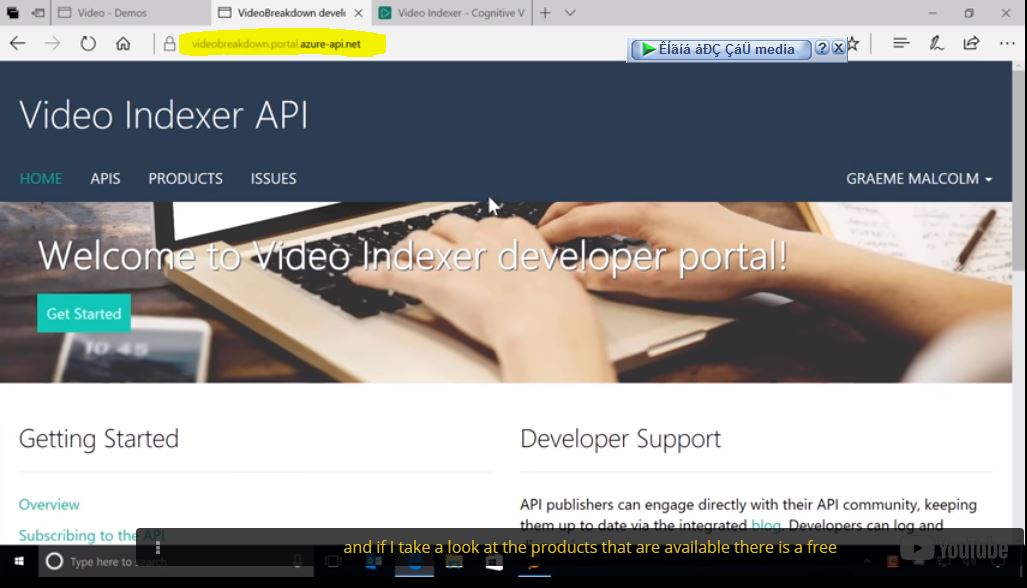 Video - Demos
VideoBreakdown devel
Video Indexer - Cognitive V
videobreakdown.portal.azure-api.net
ÊÍãíá åÐÇ ÇáÜ media
Video Indexer API
HOME
APIS
PRODUCTS
ISSUES
GRAEME MALCOLM
Welcome to Video Indexer developer portal!
Get Started
10 45
Getting Started
Developer Support
Overview
API publishers can engage directly with their API community, keeping
Subscribing to the API
them up to date via the integrated blog. Developers can log and
and if I take a look at the products that are available there is a free
YouTube
Type here to search